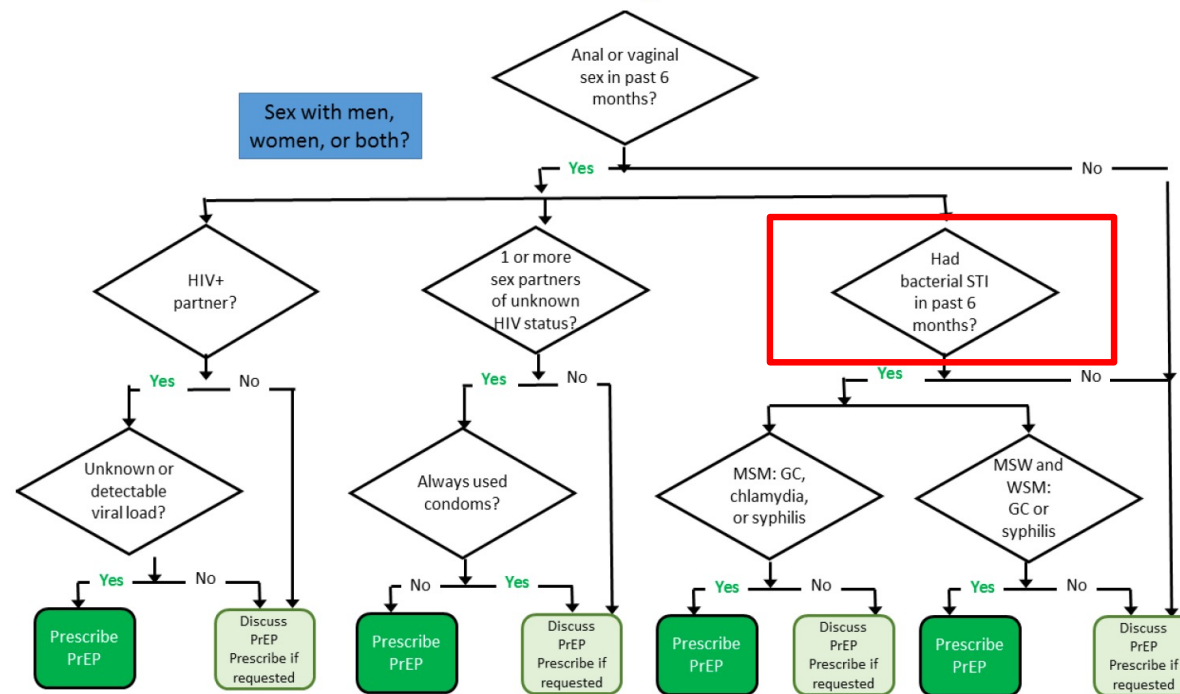 Anal or vaginal
sex in past 6
months?
Sex with men,
women, or both?
Yes
No
HIV+
partner?
1 or more
sex partners
of unknown
HIV status?
Had
bacterial STI
in past 6
months?
Yes
No
Yes
No
Yes
No
Unknown or
detectable
viral load?
Always used
condoms?
MSM: GC,
chlamydia,
or syphilis
MSW and
WSM:
GC or
syphilis
Yes
No
No
Yes
Yes
No
Yes
No
Prescribe
PrEP
Discuss
PrEP
Prescribe if
requested
Prescribe
PrEP
Discuss
PrEP
Prescribe if
requested
Prescribe
PrEP
Discuss
PrEP
Prescribe if
requested
Prescribe
PrEP
Discuss
PrEP
Prescribe if
requested